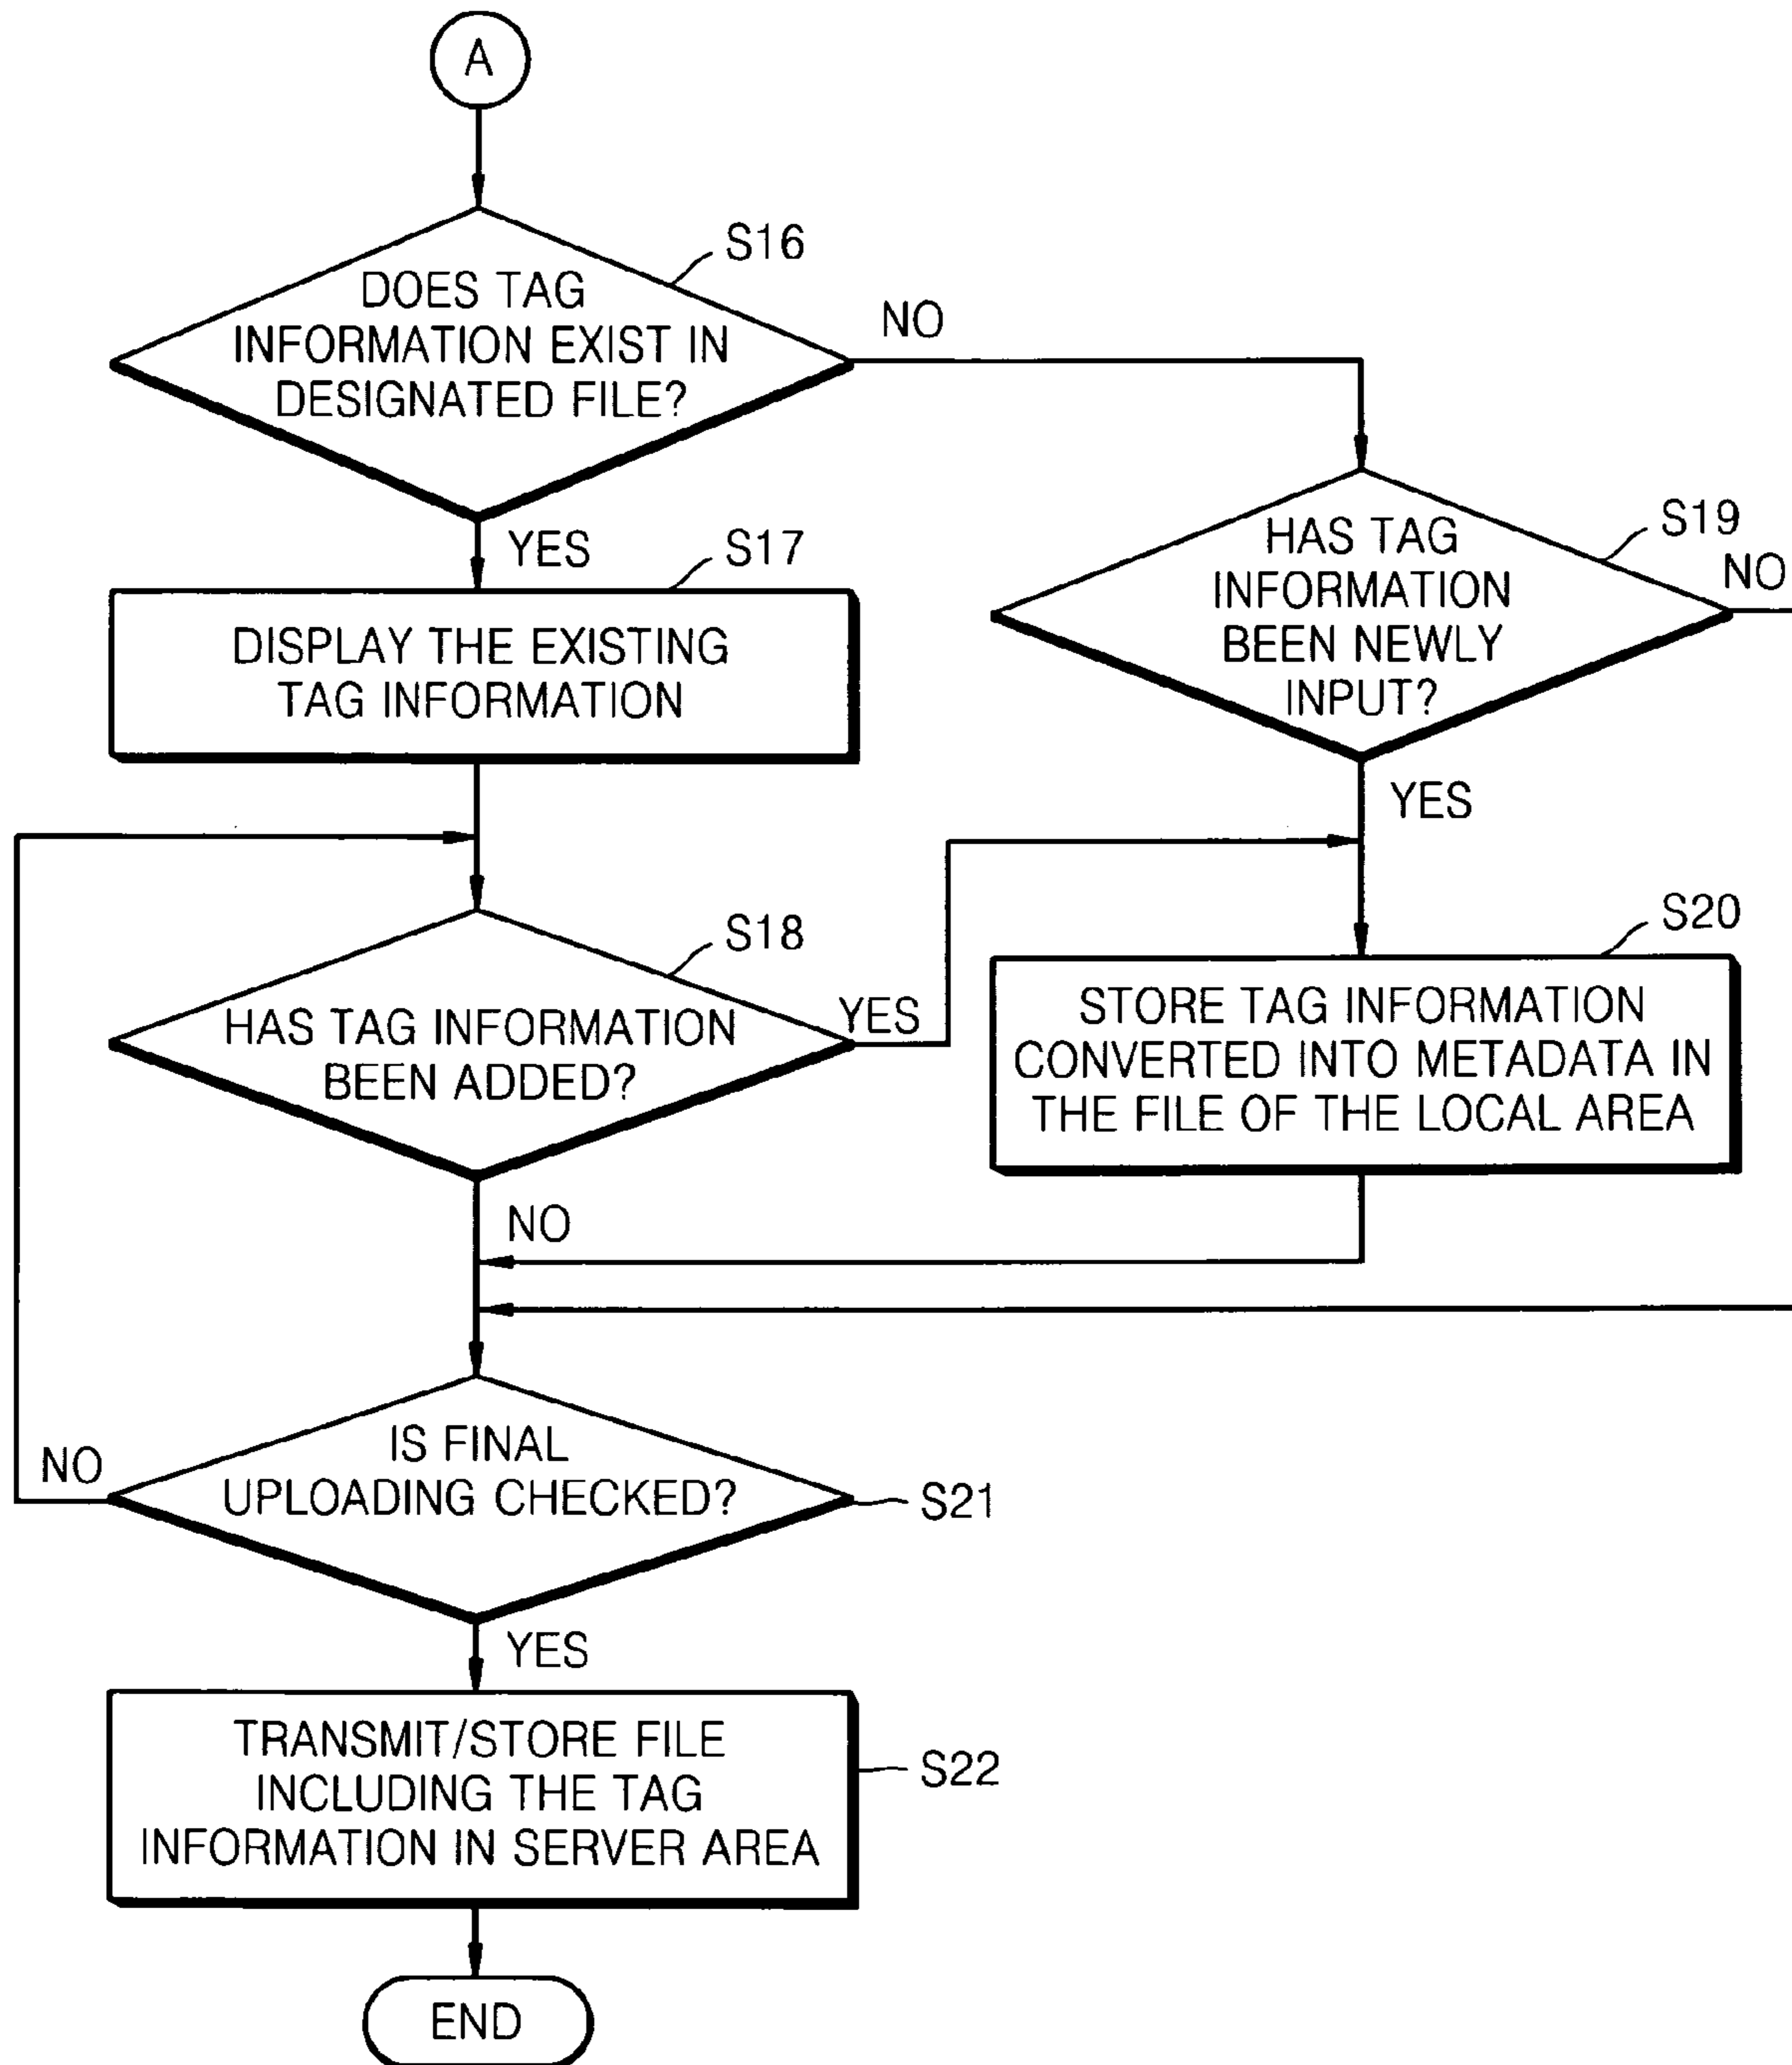 A
S16
DOES TAG
INFORMATION EXIST IN
DESIGNATED FILE?
NO
YES
S17
DISPLAY THE EXISTING
TAG INFORMATION
S19
HAS TAG
INFORMATION
BEEN NEWLY
INPUT?
NO
YES
S18
HAS TAG INFORMATION
BEEN ADDED?
YES
NO
S20
STORE TAG INFORMATION
CONVERTED INTO METADATA IN
THE FILE OF THE LOCAL AREA
IS FINAL
UPLOADING CHECKED?
NO
S21
YES
TRANSMIT/STORE FILE
INCLUDING THE TAG
INFORMATION IN SERVER AREA
S22
END